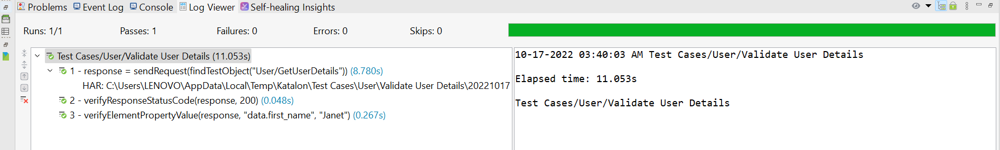 Problems Event Log Console Log Viewer Self-healing Insights
Runs: 1/1 Passes: 1 Failures: 0 Errors: 0 Skips: 0
Test Cases/User/Validate User Details (11.053s)
1 - response = sendRequest(findTestObject("User/GetUserDetails")) (8.780s)
HAR: C:\Users\LENOVO\AppData\Local\Temp\Katalon\Test Cases\User\Validate User Details\20221017
2 - verifyResponseStatusCode(response, 200) (0.048s)
3 - verifyElementPropertyValue(response, "data.first_name", "Janet") (0.267s)
10-17-2022 03:40:03 AM Test Cases/User/Validate User Details
Elapsed time: 11.053s
Test Cases/User/Validate User Details